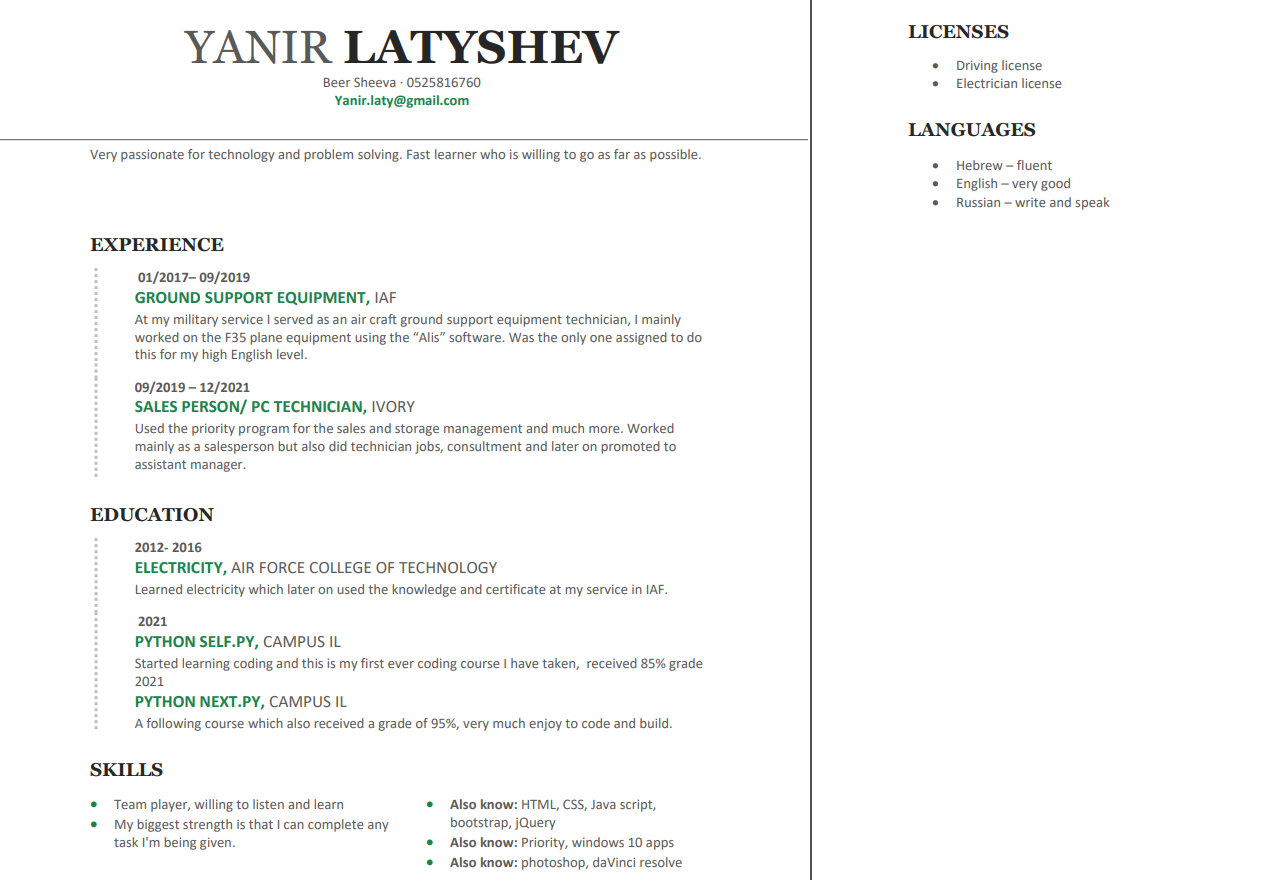 YANIR LATYSHEV
Beer Sheeva · 0525816760
Yanir.laty@gmail.com
Very passionate for technology and problem solving. Fast learner who is willing to go as far as possible.
EXPERIENCE
01/2017– 09/2019
GROUND SUPPORT EQUIPMENT, IAF
At my military service I served as an air craft ground support equipment technician, I mainly
worked on the F35 plane equipment using the “Alis” software. Was the only one assigned to do
this for my high English level.
09/2019 – 12/2021
SALES PERSON/ PC TECHNICIAN, IVORY
Used the priority program for the sales and storage management and much more. Worked
mainly as a salesperson but also did technician jobs, consultment and later on promoted to
assistant manager.
EDUCATION
2012- 2016
ELECTRICITY, AIR FORCE COLLEGE OF TECHNOLOGY
Learned electricity which later on used the knowledge and certificate at my service in IAF.
2021
PYTHON SELF.PY, CAMPUS IL
Started learning coding and this is my first ever coding course I have taken,  received 85% grade
2021
PYTHON NEXT.PY, CAMPUS IL
A following course which also received a grade of 95%, very much enjoy to code and build.
SKILLS
• Team player, willing to listen and learn
• My biggest strength is that I can complete any
task I'm being given.
• Also know: HTML, CSS, Java script,
bootstrap, jQuery
• Also know: Priority, windows 10 apps
• Also know: photoshop, daVinci resolve
LICENSES
• Driving license
• Electrician license
LANGUAGES
• Hebrew – fluent
• English – very good
• Russian – write and speak